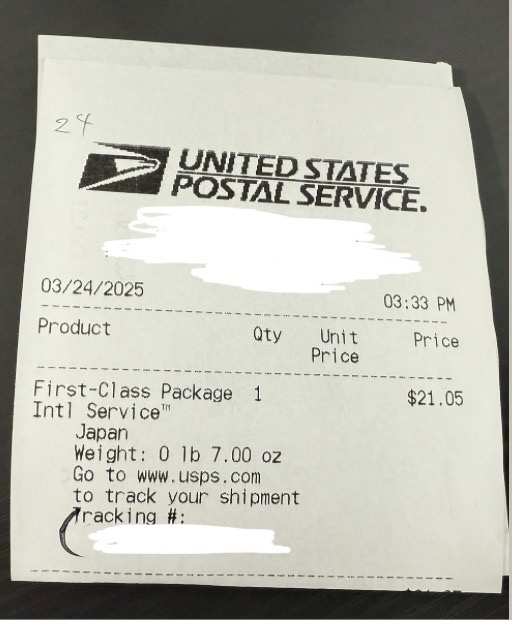 24
UNITED STATES
POSTAL SERVICE.
03/24/2025 03:33 PM
Product Qty Unit Price Price
First-Class Package 1 $21.05
Intl Service™
Japan
Weight: 0 lb 7.00 oz
Go to www.usps.com
to track your shipment
Tracking #: